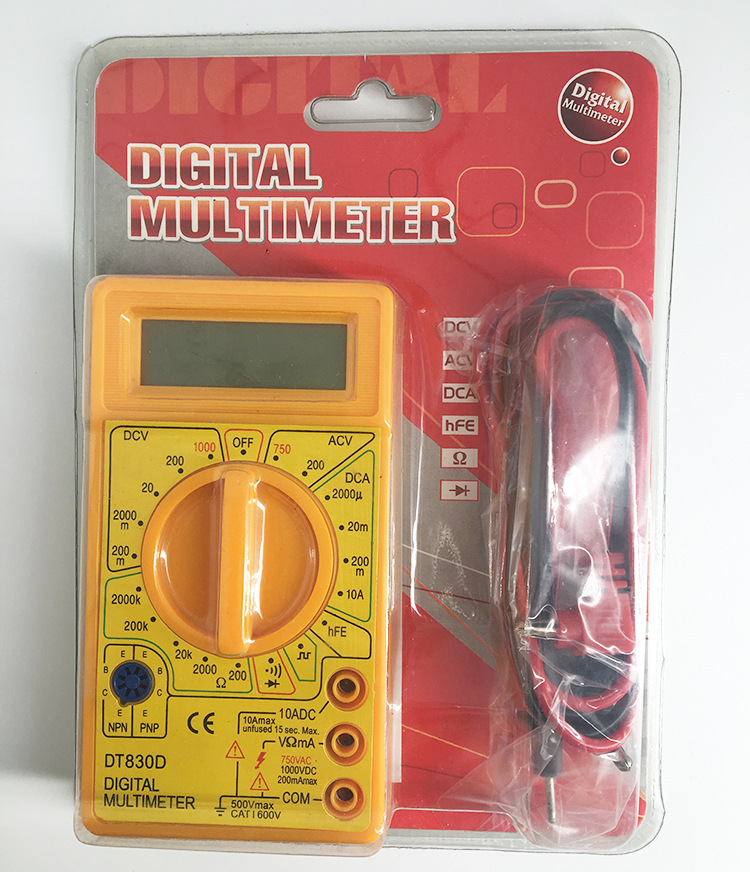 DIGITAL
Digital
Multimeter
DIGITAL
MULTIMETER
DCV
ACV
DCA
hFE
Ω
DCV
1000
OFF
750
ACV
200
200
DCA
20
2000µ
2000
m
20m
200
m
200
m
2000k
10A
200k
hFE
20k
2000
200
Ω
E
E
B
B
C
C
E
E
NPN
PNP
CE
10ADC
10Amax
unfused 15 sec. Max.
VΩmA
750VAC
1000VDC
200mAmax
DT830D
DIGITAL
MULTIMETER
COM
500Vmax
CAT I 600V